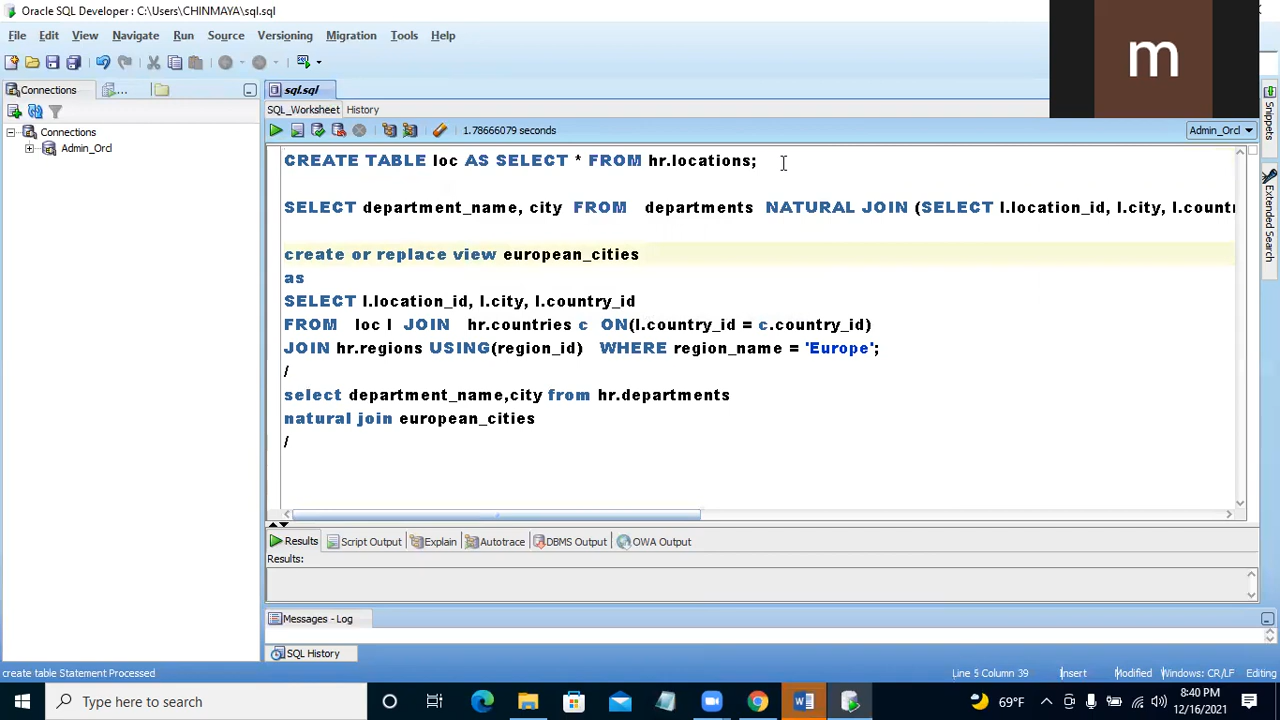 Oracle SQL Developer : C:\Users\CHINMAYA\sql.sql
File Edit View Navigate Run Source Versioning Migration Tools Help
m
Connections ...
sql.sql
SQL_Worksheet History
1.78666079 seconds
Admin_Orcl
Connections
Admin_Orcl
CREATE TABLE loc AS SELECT * FROM hr.locations;
SELECT department_name, city FROM departments NATURAL JOIN (SELECT l.location_id, l.city, l.countr
create or replace view european_cities
as
SELECT l.location_id, l.city, l.country_id
FROM loc l JOIN hr.countries c ON(l.country_id = c.country_id)
JOIN hr.regions USING(region_id) WHERE region_name = 'Europe';
/
select department_name,city from hr.departments
natural join european_cities
/
Snippets
Favorites
Results Script Output Explain Autotrace DBMS Output OWA Output
Results:
Messages - Log
SQL History
create table Statement Processed
Line 5 Column 39 Insert Modified Windows: CR/LF Editing
Type here to search
69°F
8:40 PM
12/16/2021